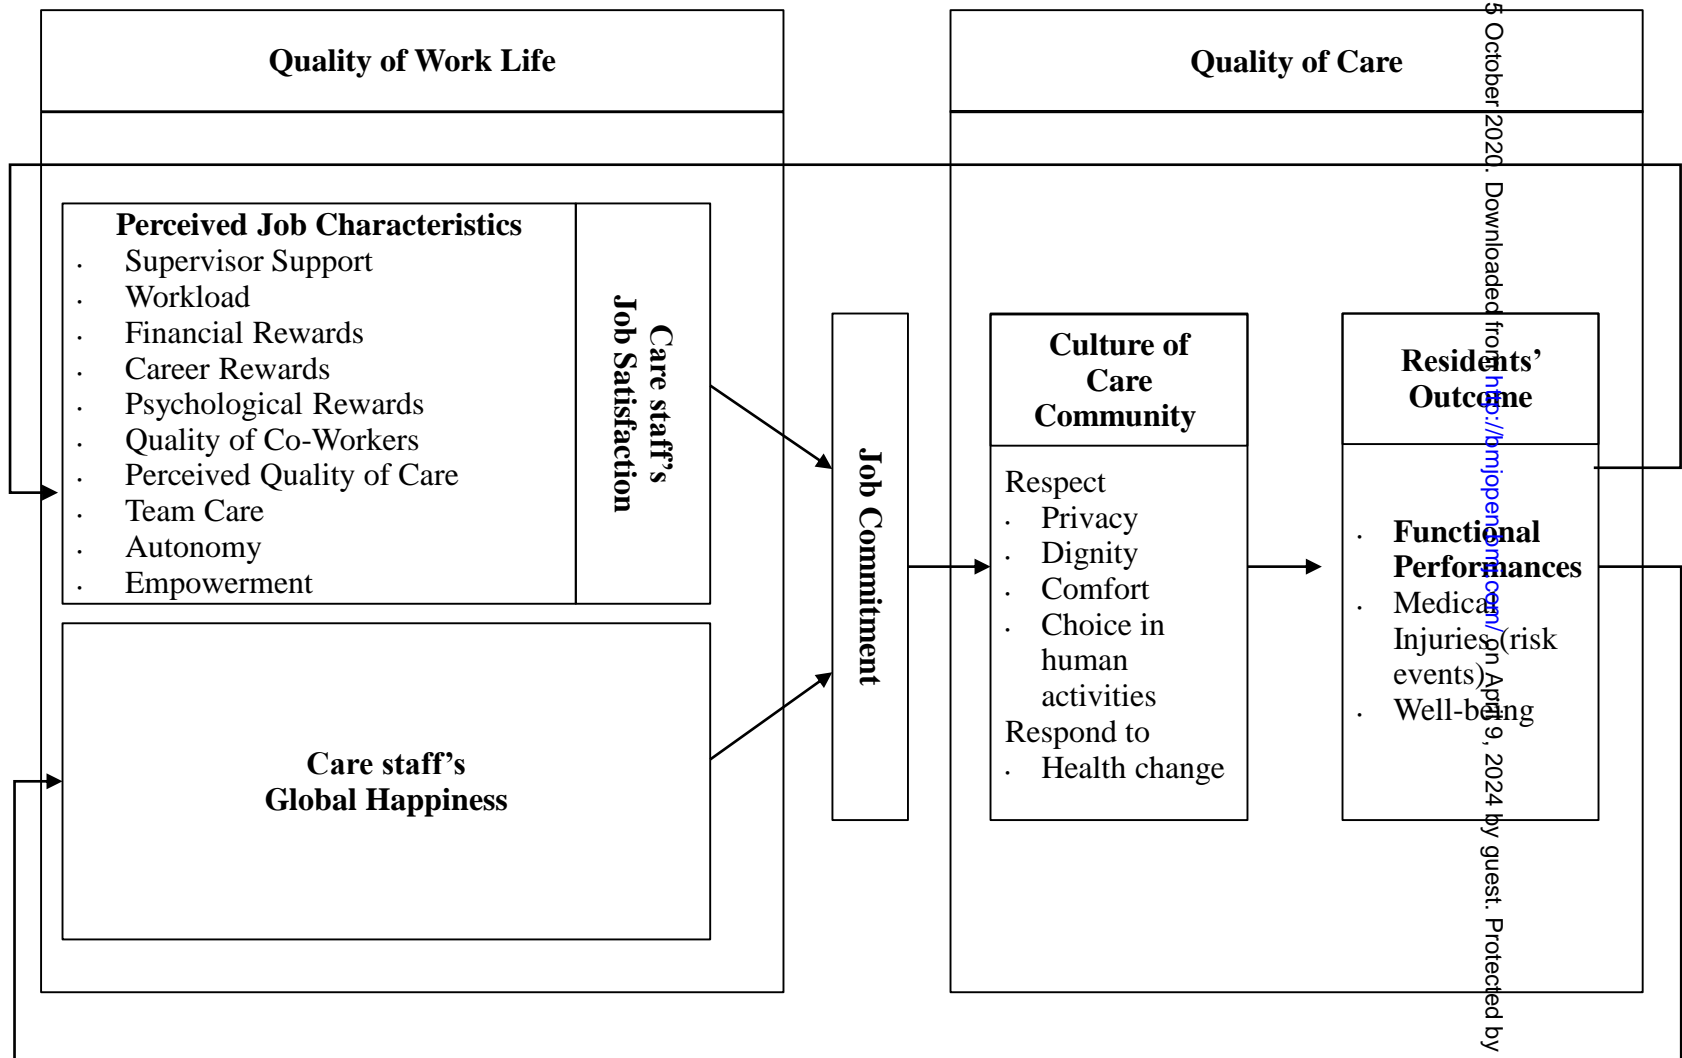 Quality of Work Life
Quality of Care
Perceived Job Characteristics
· Supervisor Support
· Workload
· Financial Rewards
· Career Rewards
· Psychological Rewards
· Quality of Co-Workers
· Perceived Quality of Care
· Team Care
· Autonomy
· Empowerment
Care staff’s
Job Satisfaction
Care staff’s
Global Happiness
Job Commitment
Culture of
Care
Community
Respect
· Privacy
· Dignity
· Comfort
· Choice in
human
activities
Respond to
· Health change
Residents’
Outcome
· Functional
Performances
· Medical
Injuries (risk
events)
· Well-being
5 October 2020. Downloaded from http://bmjopen.bmj.com/ on April 9, 2024 by guest. Protected by